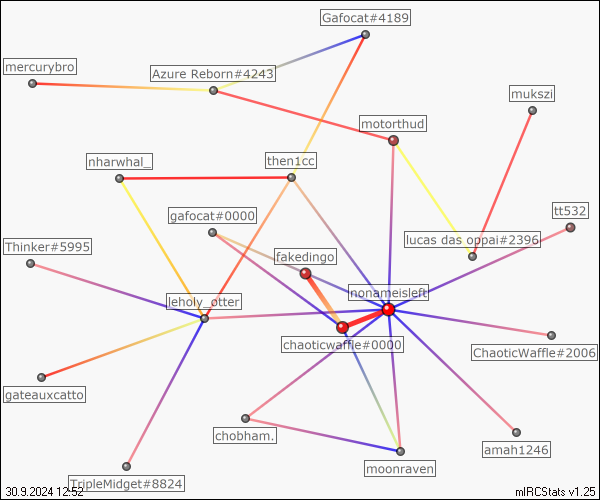 Gafocat#4189
mercurybro
Azure Reborn#4243
mukszi
motorthud
nharwhal_
then1cc
tt532
gafocat#0000
Thinker#5995
lucas das oppai#2396
fakedingo
nonameisleft
leholy_otter
chaoticwaffle#0000
ChaoticWaffle#2006
gateauxcatto
chobham.
amah1246
moonraven
TripleMidget#8824
30.9.2024 12:52
mIRCStats v1.25